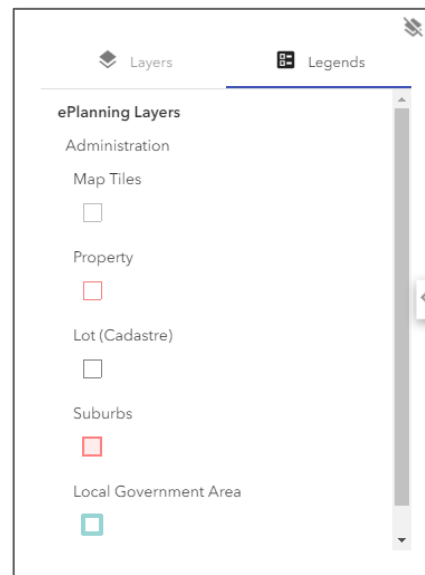 Layers
Legends
ePlanning Layers
Administration
Map Tiles
Property
Lot (Cadastre)
Suburbs
Local Government Area